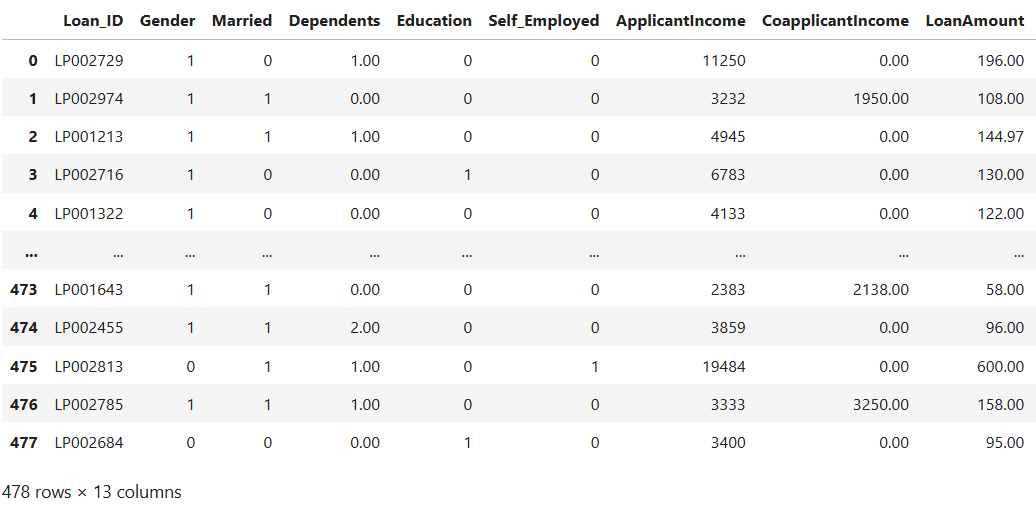 Loan_ID Gender Married Dependents Education Self_Employed ApplicantIncome CoapplicantIncome LoanAmount
0 LP002729 1 0 1.00 0 0 11250 0.00 196.00
1 LP002974 1 1 0.00 0 0 3232 1950.00 108.00
2 LP001213 1 1 1.00 0 0 4945 0.00 144.97
3 LP002716 1 0 0.00 1 0 6783 0.00 130.00
4 LP001322 1 0 0.00 0 0 4133 0.00 122.00
... ... ... ... ... ... ... ... ... ...
473 LP001643 1 1 0.00 0 0 2383 2138.00 58.00
474 LP002455 1 1 2.00 0 0 3859 0.00 96.00
475 LP002813 0 1 1.00 0 1 19484 0.00 600.00
476 LP002785 1 1 1.00 0 0 3333 3250.00 158.00
477 LP002684 0 0 0.00 1 0 3400 0.00 95.00
478 rows × 13 columns